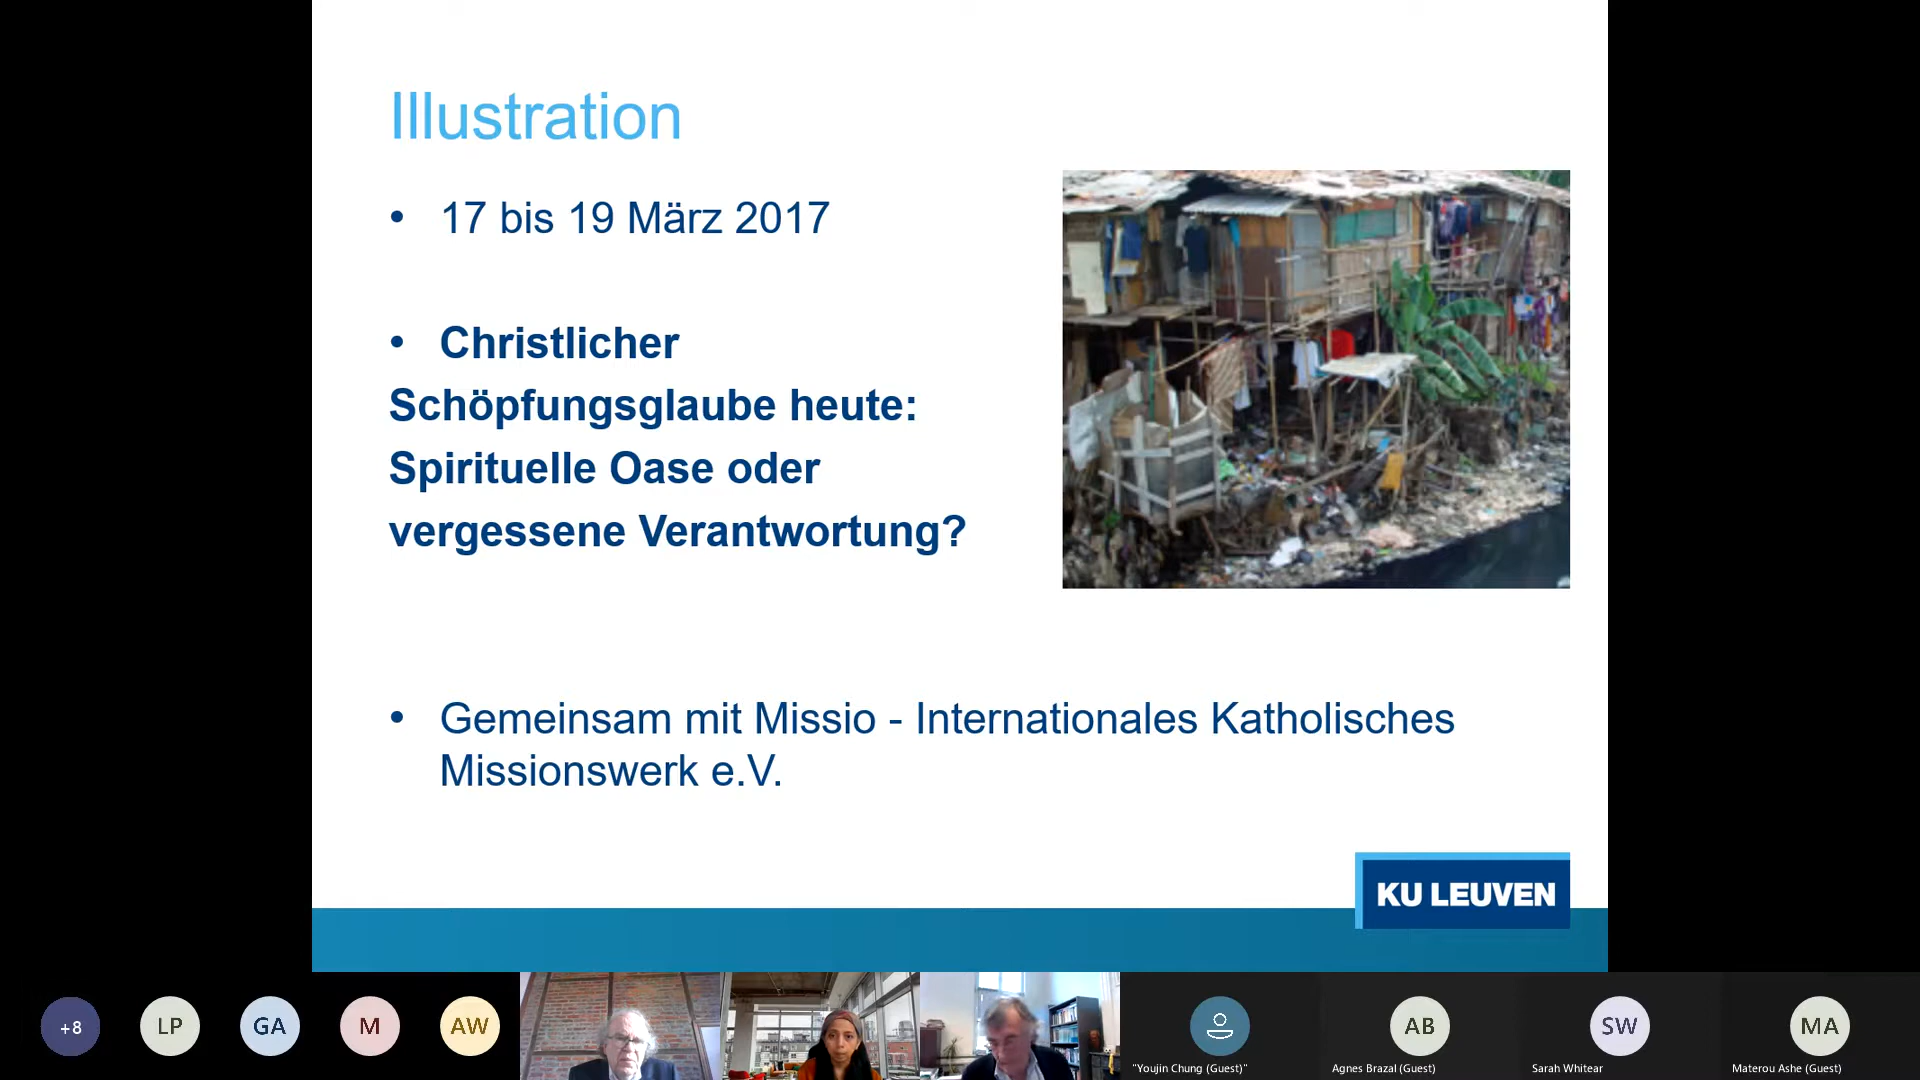 Illustration
• 17 bis 19 März 2017
• Christlicher
Schöpfungsglaube heute:
Spirituelle Oase oder
vergessene Verantwortung?
• Gemeinsam mit Missio - Internationales Katholisches
Missionswerk e.V.
KU LEUVEN
+8
LP
GA
M
AW
"Youjin Chung (Guest)"
AB
Agnes Brazal (Guest)
SW
Sarah Whitear
MA
Materou Ashe (Guest)